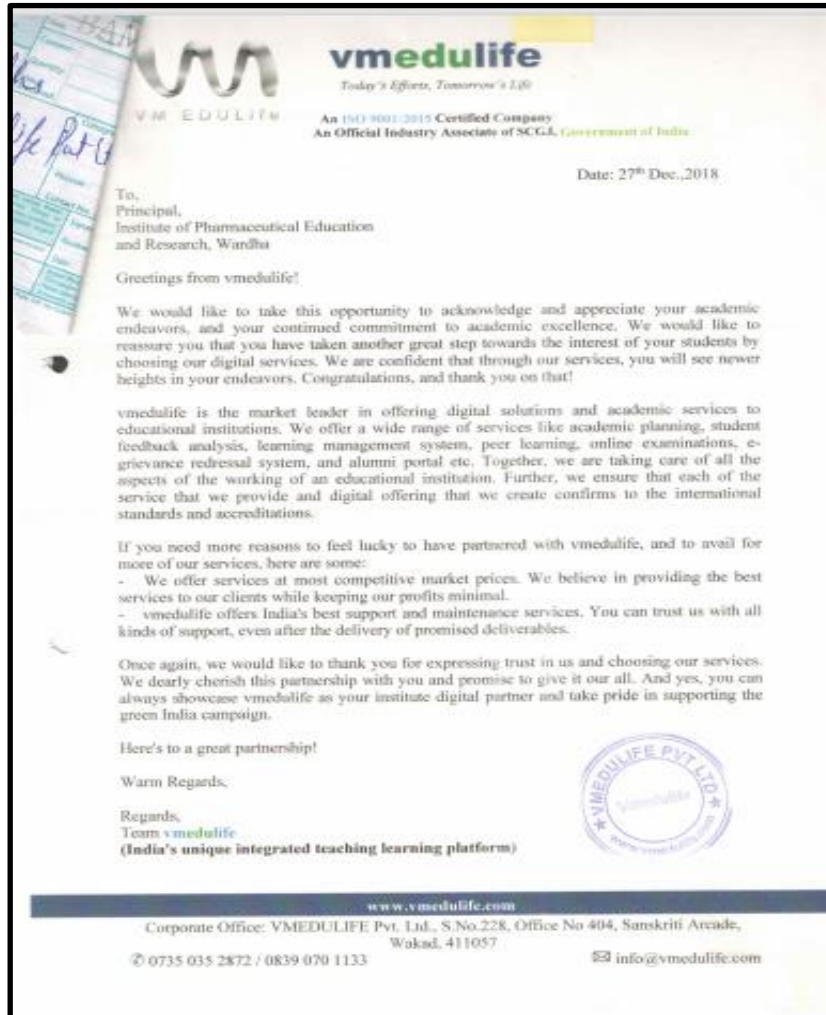 VM EDULIFE
vmedulife
Today's Efforts, Tomorrow's Life
An ISO 9001:2015 Certified Company
An Official Industry Associate of SCGJ, Government of India
Date: 27th Dec.,2018
To,
Principal,
Institute of Pharmaceutical Education
and Research, Wardha
Greetings from vmedulife!
We would like to take this opportunity to acknowledge and appreciate your academic
endeavors, and your continued commitment to academic excellence. We would like to
reassure you that you have taken another great step towards the interest of your students by
choosing our digital services. We are confident that through our services, you will see newer
heights in your endeavors. Congratulations, and thank you on that!
vmedulife is the market leader in offering digital solutions and academic services to
educational institutions. We offer a wide range of services like academic planning, student
feedback analysis, learning management system, peer learning, online examinations, e-
grievance redressal system, and alumni portal etc. Together, we are taking care of all the
aspects of the working of an educational institution. Further, we ensure that each of the
service that we provide and digital offering that we create confirms to the international
standards and accreditations.
If you need more reasons to feel lucky to have partnered with vmedulife, and to avail for
more of our services, here are some:
- We offer services at most competitive market prices. We believe in providing the best
services to our clients while keeping our profits minimal.
- vmedulife offers India's best support and maintenance services. You can trust us with all
kinds of support, even after the delivery of promised deliverables.
Once again, we would like to thank you for expressing trust in us and choosing our services.
We dearly cherish this partnership with you and promise to give it our all. And yes, you can
always showcase vmedulife as your institute digital partner and take pride in supporting the
green India campaign.
Here's to a great partnership!
Warm Regards,
Regards,
Team vmedulife
(India's unique integrated teaching learning platform)
VMEDULIFE PVT LTD
Vmedulife
www.vmedulife.com
www.vmedulife.com
Corporate Office: VMEDULIFE Pvt. Ltd., S.No.228, Office No 404, Sanskriti Arcade,
Wakad, 411057
✆ 0735 035 2872 / 0839 070 1133
✉ info@vmedulife.com